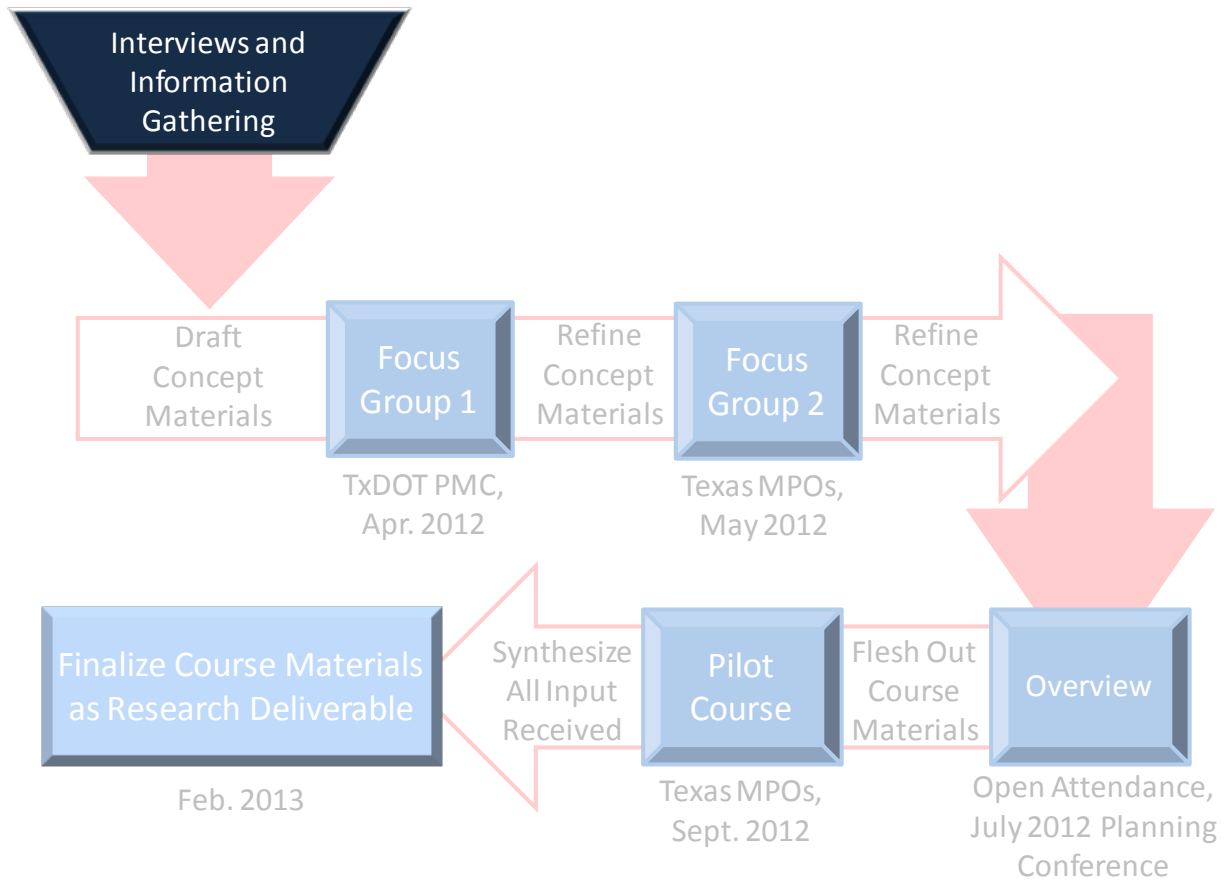 Interviews and
Information
Gathering
Draft
Concept
Materials
Focus
Group 1
Refine
Concept
Materials
Focus
Group 2
Refine
Concept
Materials
TxDOT PMC,
Apr. 2012
Texas MPOs,
May 2012
Overview
Open Attendance,
July 2012 Planning
Conference
Flesh Out
Course
Materials
Pilot
Course
Texas MPOs,
Sept. 2012
Synthesize
All Input
Received
Finalize Course Materials
as Research Deliverable
Feb. 2013